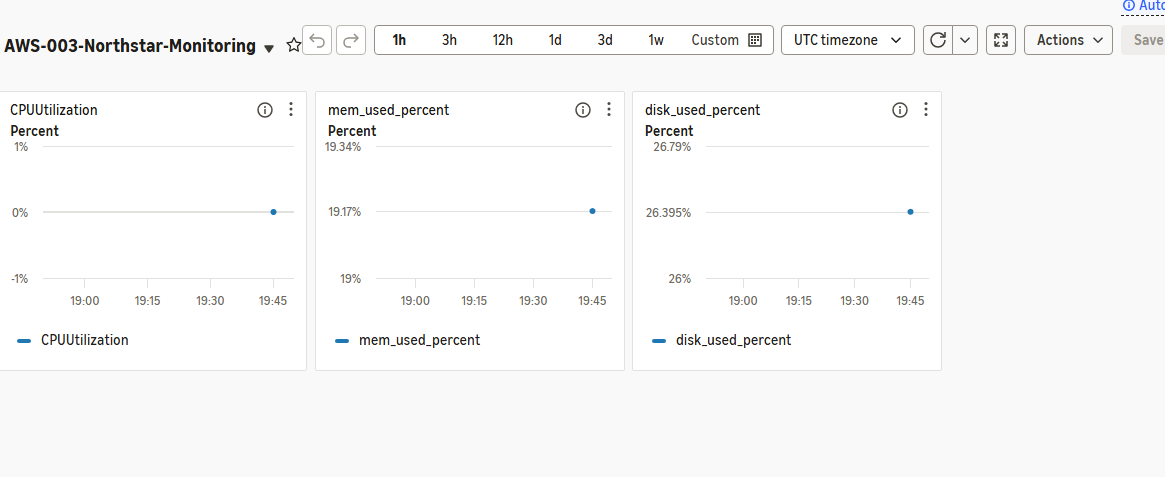 Auto
AWS-003-Northstar-Monitoring
1h 3h 12h 1d 3d 1w Custom UTC timezone Actions Save
CPUUtilization
Percent
1%
0%
-1%
19:00 19:15 19:30 19:45
CPUUtilization
mem_used_percent
Percent
19.34%
19.17%
19%
19:00 19:15 19:30 19:45
mem_used_percent
disk_used_percent
Percent
26.79%
26.395%
26%
19:00 19:15 19:30 19:45
disk_used_percent